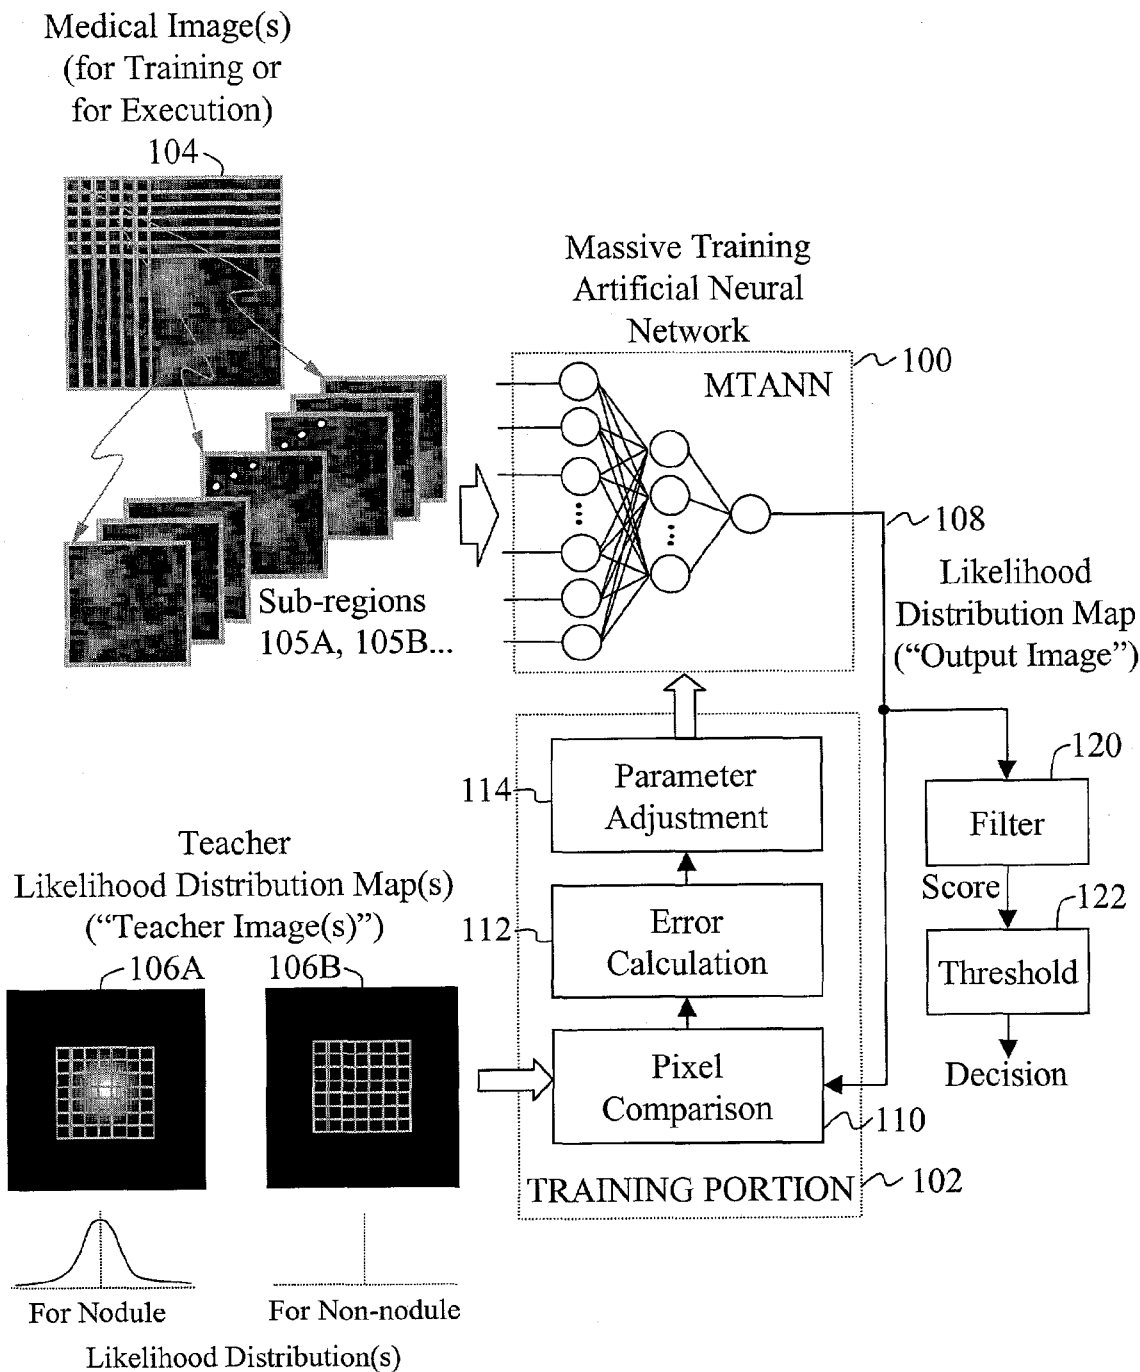 Medical Image(s)
(for Training or
for Execution)
104
Massive Training
Artificial Neural
Network
100
MTANN
Sub-regions
105A, 105B...
108
Likelihood
Distribution Map
(“Output Image”)
114
Parameter
Adjustment
120
Filter
Score
122
Threshold
Decision
112
Error
Calculation
Pixel
Comparison
110
TRAINING PORTION
102
Teacher
Likelihood Distribution Map(s)
(“Teacher Image(s)”)
106A
106B
For Nodule
For Non-nodule
Likelihood Distribution(s)